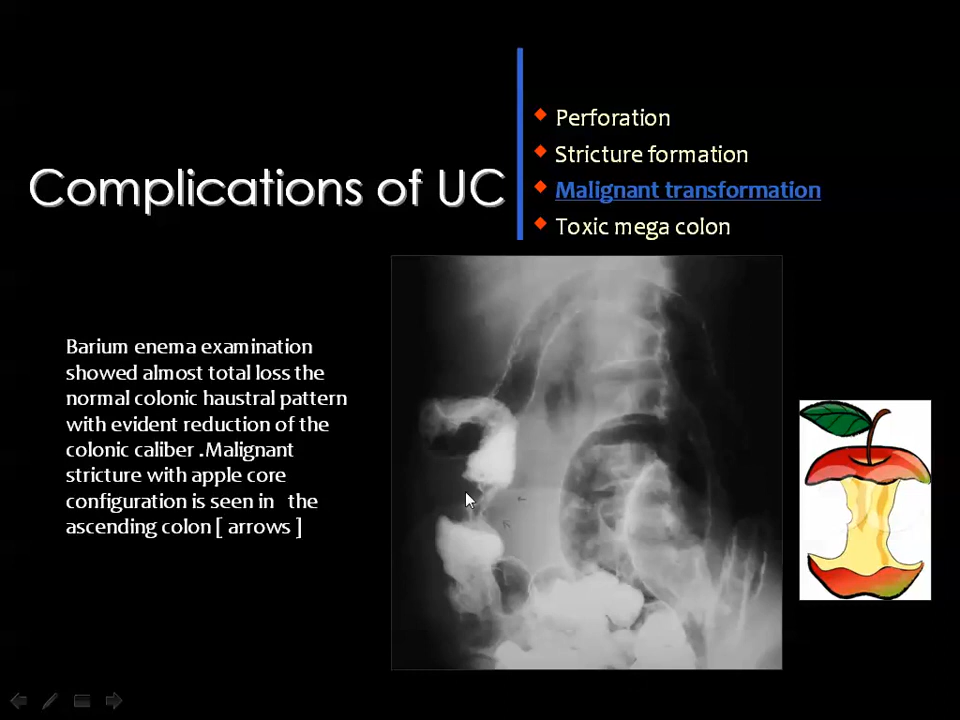 Complications of UC
Perforation
Stricture formation
Malignant transformation
Toxic mega colon
Barium enema examination
showed almost total loss the
normal colonic haustral pattern
with evident reduction of the
colonic caliber .Malignant
stricture with apple core
configuration is seen in the
ascending colon [ arrows ]